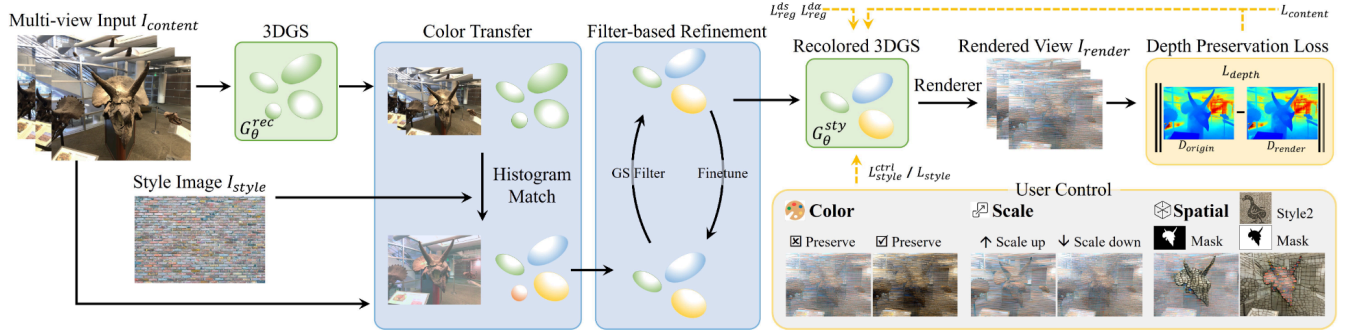 Multi-view Input I_content
3DGS
G_θ^rec
Style Image I_style
Color Transfer
Histogram
Match
Filter-based Refinement
GS Filter
Finetune
L_reg^ds L_reg^dα
L_content
Recolored 3DGS
G_θ^sty
Renderer
Rendered View I_render
Depth Preservation Loss
L_depth
D_origin
D_render
L_style^ctrl / L_style
User Control
Color
☒ Preserve
☑ Preserve
Scale
↑ Scale up
↓ Scale down
Spatial
Style2
Mask
Mask